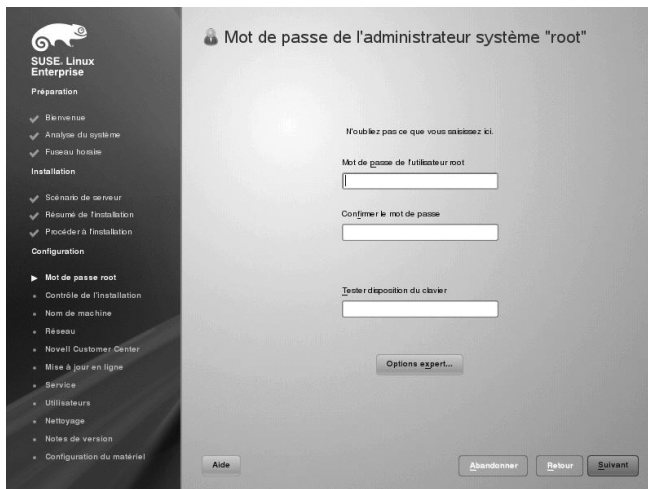 SUSE. Linux
Enterprise
Préparation
Bienvenue
Analyse du système
Fuseau horaire
Installation
Scénario de serveur
Résumé de l'installation
Procéder à l'installation
Configuration
Mot de passe root
Contrôle de l'installation
Nom de machine
Réseau
Novell Customer Center
Mise à jour en ligne
Service
Utilisateurs
Nettoyage
Notes de version
Configuration du matériel
Mot de passe de l'administrateur système "root"
N'oubliez pas ce que vous saisissez ici.
Mot de passe de l'utilisateur root
Confirmer le mot de passe
Tester disposition du clavier
Options expert...
Aide
Abandonner
Retour
Suivant